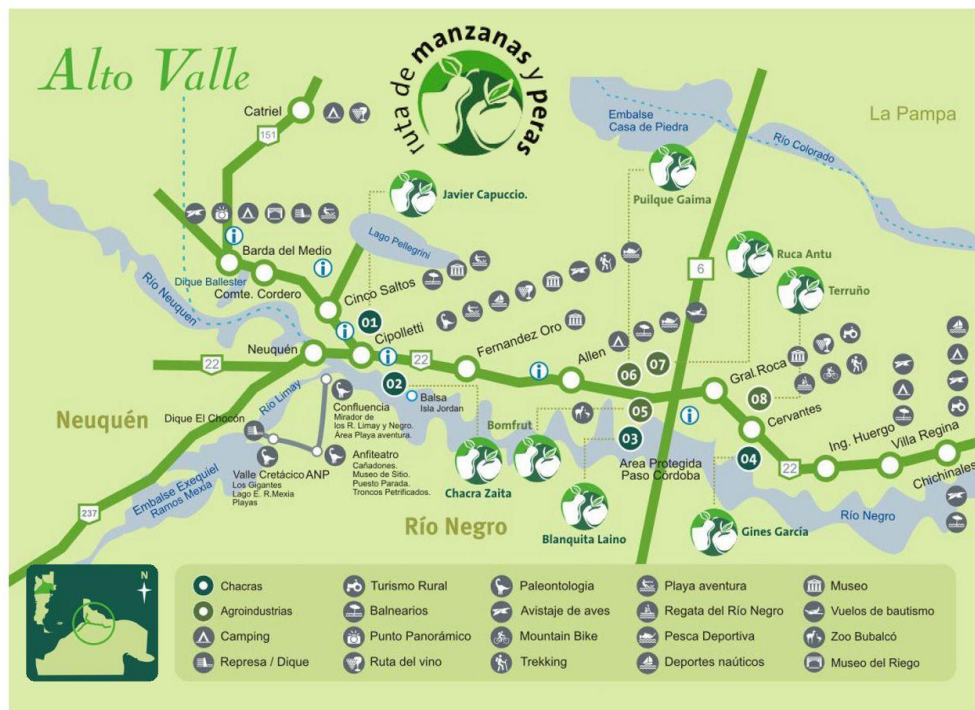 Alto Valle
ruta de manzanas y peras
La Pampa
Embalse
Casa de Piedra
Río Colorado
Catriel
151
Javier Capuccio.
Puilque Gaima
Ruca Antu
Terruño
Lago Pellegrini
6
Barda del Medio
Dique Ballester
Comte. Cordero
Río Neuquen
Cinco Saltos
01
Cipolletti
Neuquén
22
22
Fernandez Oro
Allen
06
07
Gral. Roca
08
Cervantes
Ing. Huergo
Villa Regina
Chichinales
22
02
Balsa
Isla Jordan
05
03
04
Bomfrut
Area Protegida
Paso Córdoba
Neuquén
Dique El Chocón
Río Limay
Confluencia
Mirador de
los R. Limay y Negro.
Área Playa aventura.
Valle Cretácico ANP
Los Gigantes
Lago E. R.Mexia
Playas
Anfiteatro
Cañadones.
Museo de Sitio.
Puesto Parada.
Troncos Petrificados.
Embalse Exequiel
Ramos Mexia
237
Chacra Zaita
Blanquita Laino
Gines García
Río Negro
Río Negro
N
Chacras
Agroindustrias
Camping
Represa / Dique
Turismo Rural
Balnearios
Punto Panorámico
Ruta del vino
Paleontologia
Avistaje de aves
Mountain Bike
Trekking
Playa aventura
Regata del Río Negro
Pesca Deportiva
Deportes naúticos
Museo
Vuelos de bautismo
Zoo Bubalcó
Museo del Riego